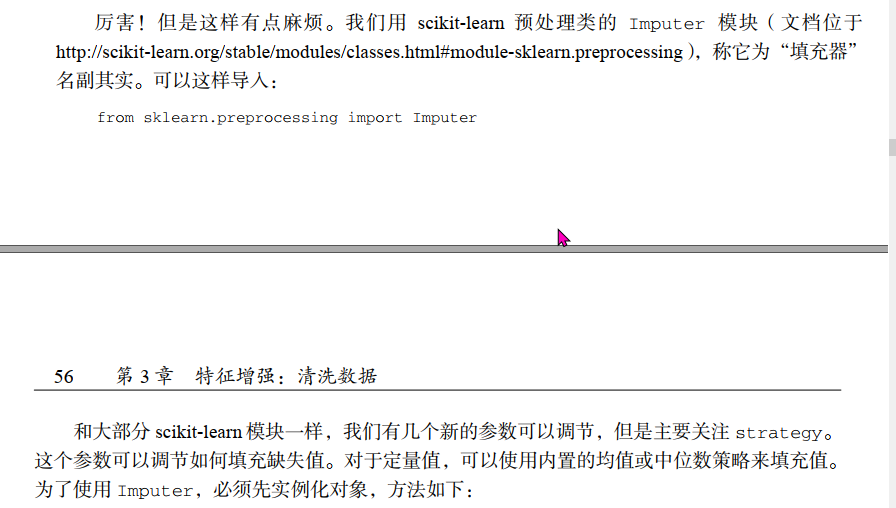 厉害！但是这样有点麻烦。我们用 scikit-learn 预处理类的 Imputer 模块（文档位于
http://scikit-learn.org/stable/modules/classes.html#module-sklearn.preprocessing），称它为“填充器”
名副其实。可以这样导入：
from sklearn.preprocessing import Imputer
56 第 3 章 特征增强：清洗数据
和大部分 scikit-learn 模块一样，我们有几个新的参数可以调节，但是主要关注 strategy。
这个参数可以调节如何填充缺失值。对于定量值，可以使用内置的均值或中位数策略来填充值。
为了使用 Imputer，必须先实例化对象，方法如下：